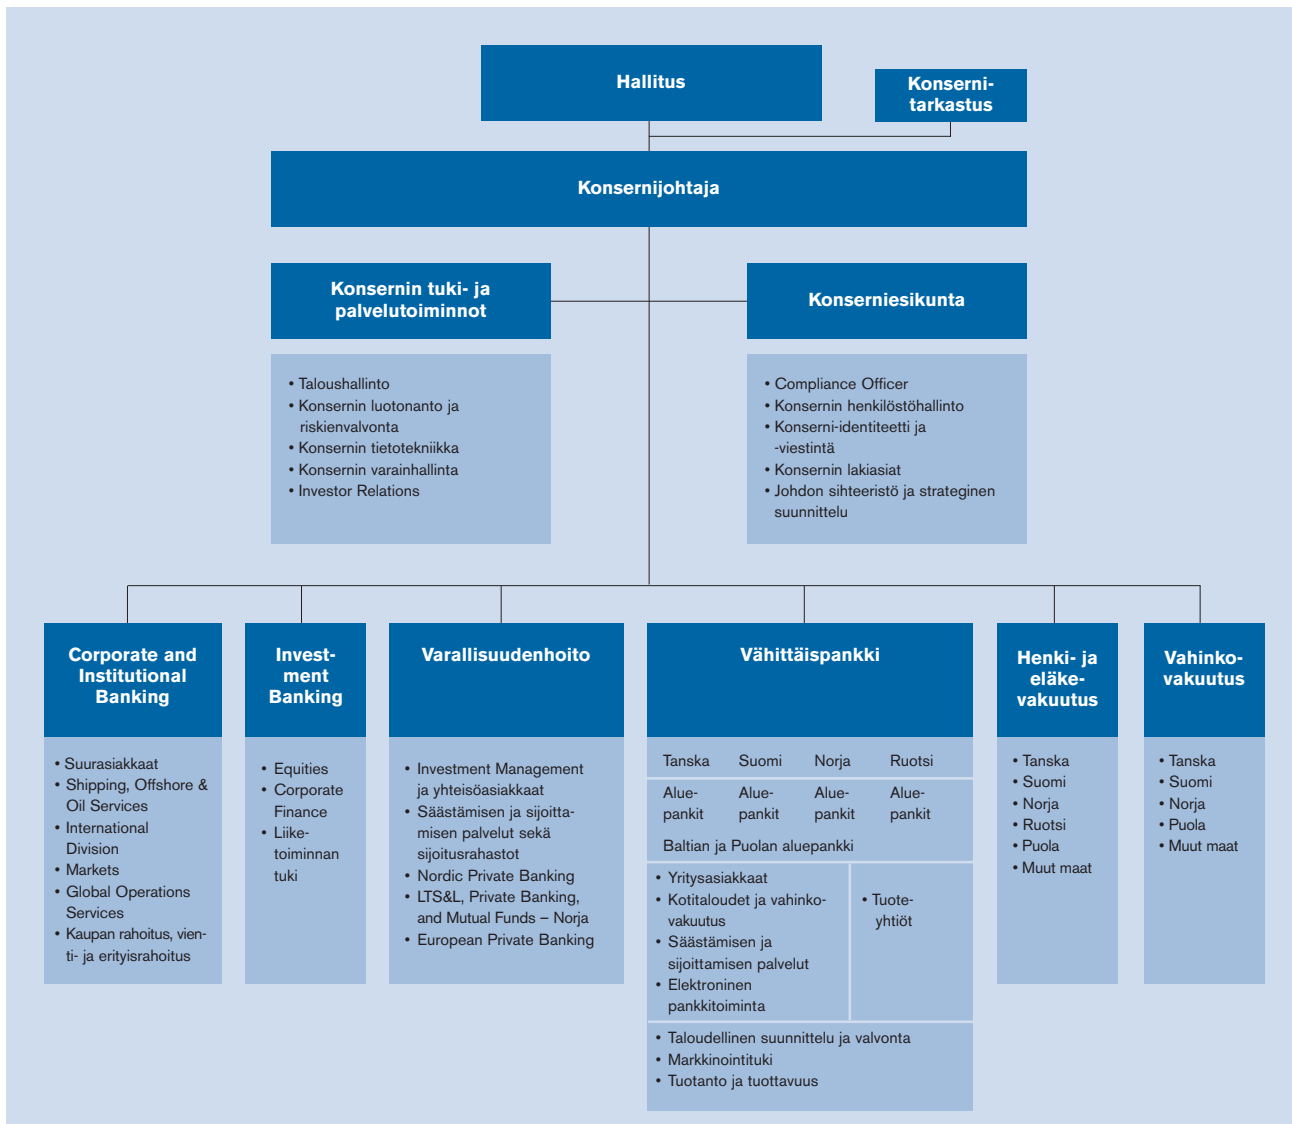 Hallitus
Konserni-
tarkastus
Konsernijohtaja
Konsernin tuki- ja
palvelutoiminnot
• Taloushallinto
• Konsernin luotonanto ja
riskienvalvonta
• Konsernin tietotekniikka
• Konsernin varainhallinta
• Investor Relations
Konserniesikunta
• Compliance Officer
• Konsernin henkilöstöhallinto
• Konserni-identiteetti ja
-viestintä
• Konsernin lakiasiat
• Johdon sihteeristö ja strateginen
suunnittelu
Corporate and
Institutional
Banking
• Suurasiakkaat
• Shipping, Offshore &
Oil Services
• International
Division
• Markets
• Global Operations
Services
• Kaupan rahoitus, vien-
ti- ja erityisrahoitus
Invest-
ment
Banking
• Equities
• Corporate
Finance
• Liike-
toiminnan
tuki
Varallisuudenhoito
• Investment Management
ja yhteisöasiakkaat
• Säästämisen ja sijoitta-
misen palvelut sekä
sijoitusrahastot
• Nordic Private Banking
• LTS&L, Private Banking,
and Mutual Funds – Norja
• European Private Banking
Vähittäispankki
Tanska Suomi Norja Ruotsi
Alue- Alue- Alue- Alue-
pankit pankit pankit pankit
Baltian ja Puolan aluepankki
• Yritysasiakkaat
• Kotitaloudet ja vahinko-
vakuutus
• Säästämisen ja
sijoittamisen palvelut
• Elektroninen
pankkitoiminta
• Tuote-
yhtiöt
• Taloudellinen suunnittelu ja valvonta
• Markkinointituki
• Tuotanto ja tuottavuus
Henki- ja
eläke-
vakuutus
• Tanska
• Suomi
• Norja
• Ruotsi
• Puola
• Muut maat
Vahinko-
vakuutus
• Tanska
• Suomi
• Norja
• Puola
• Muut maat